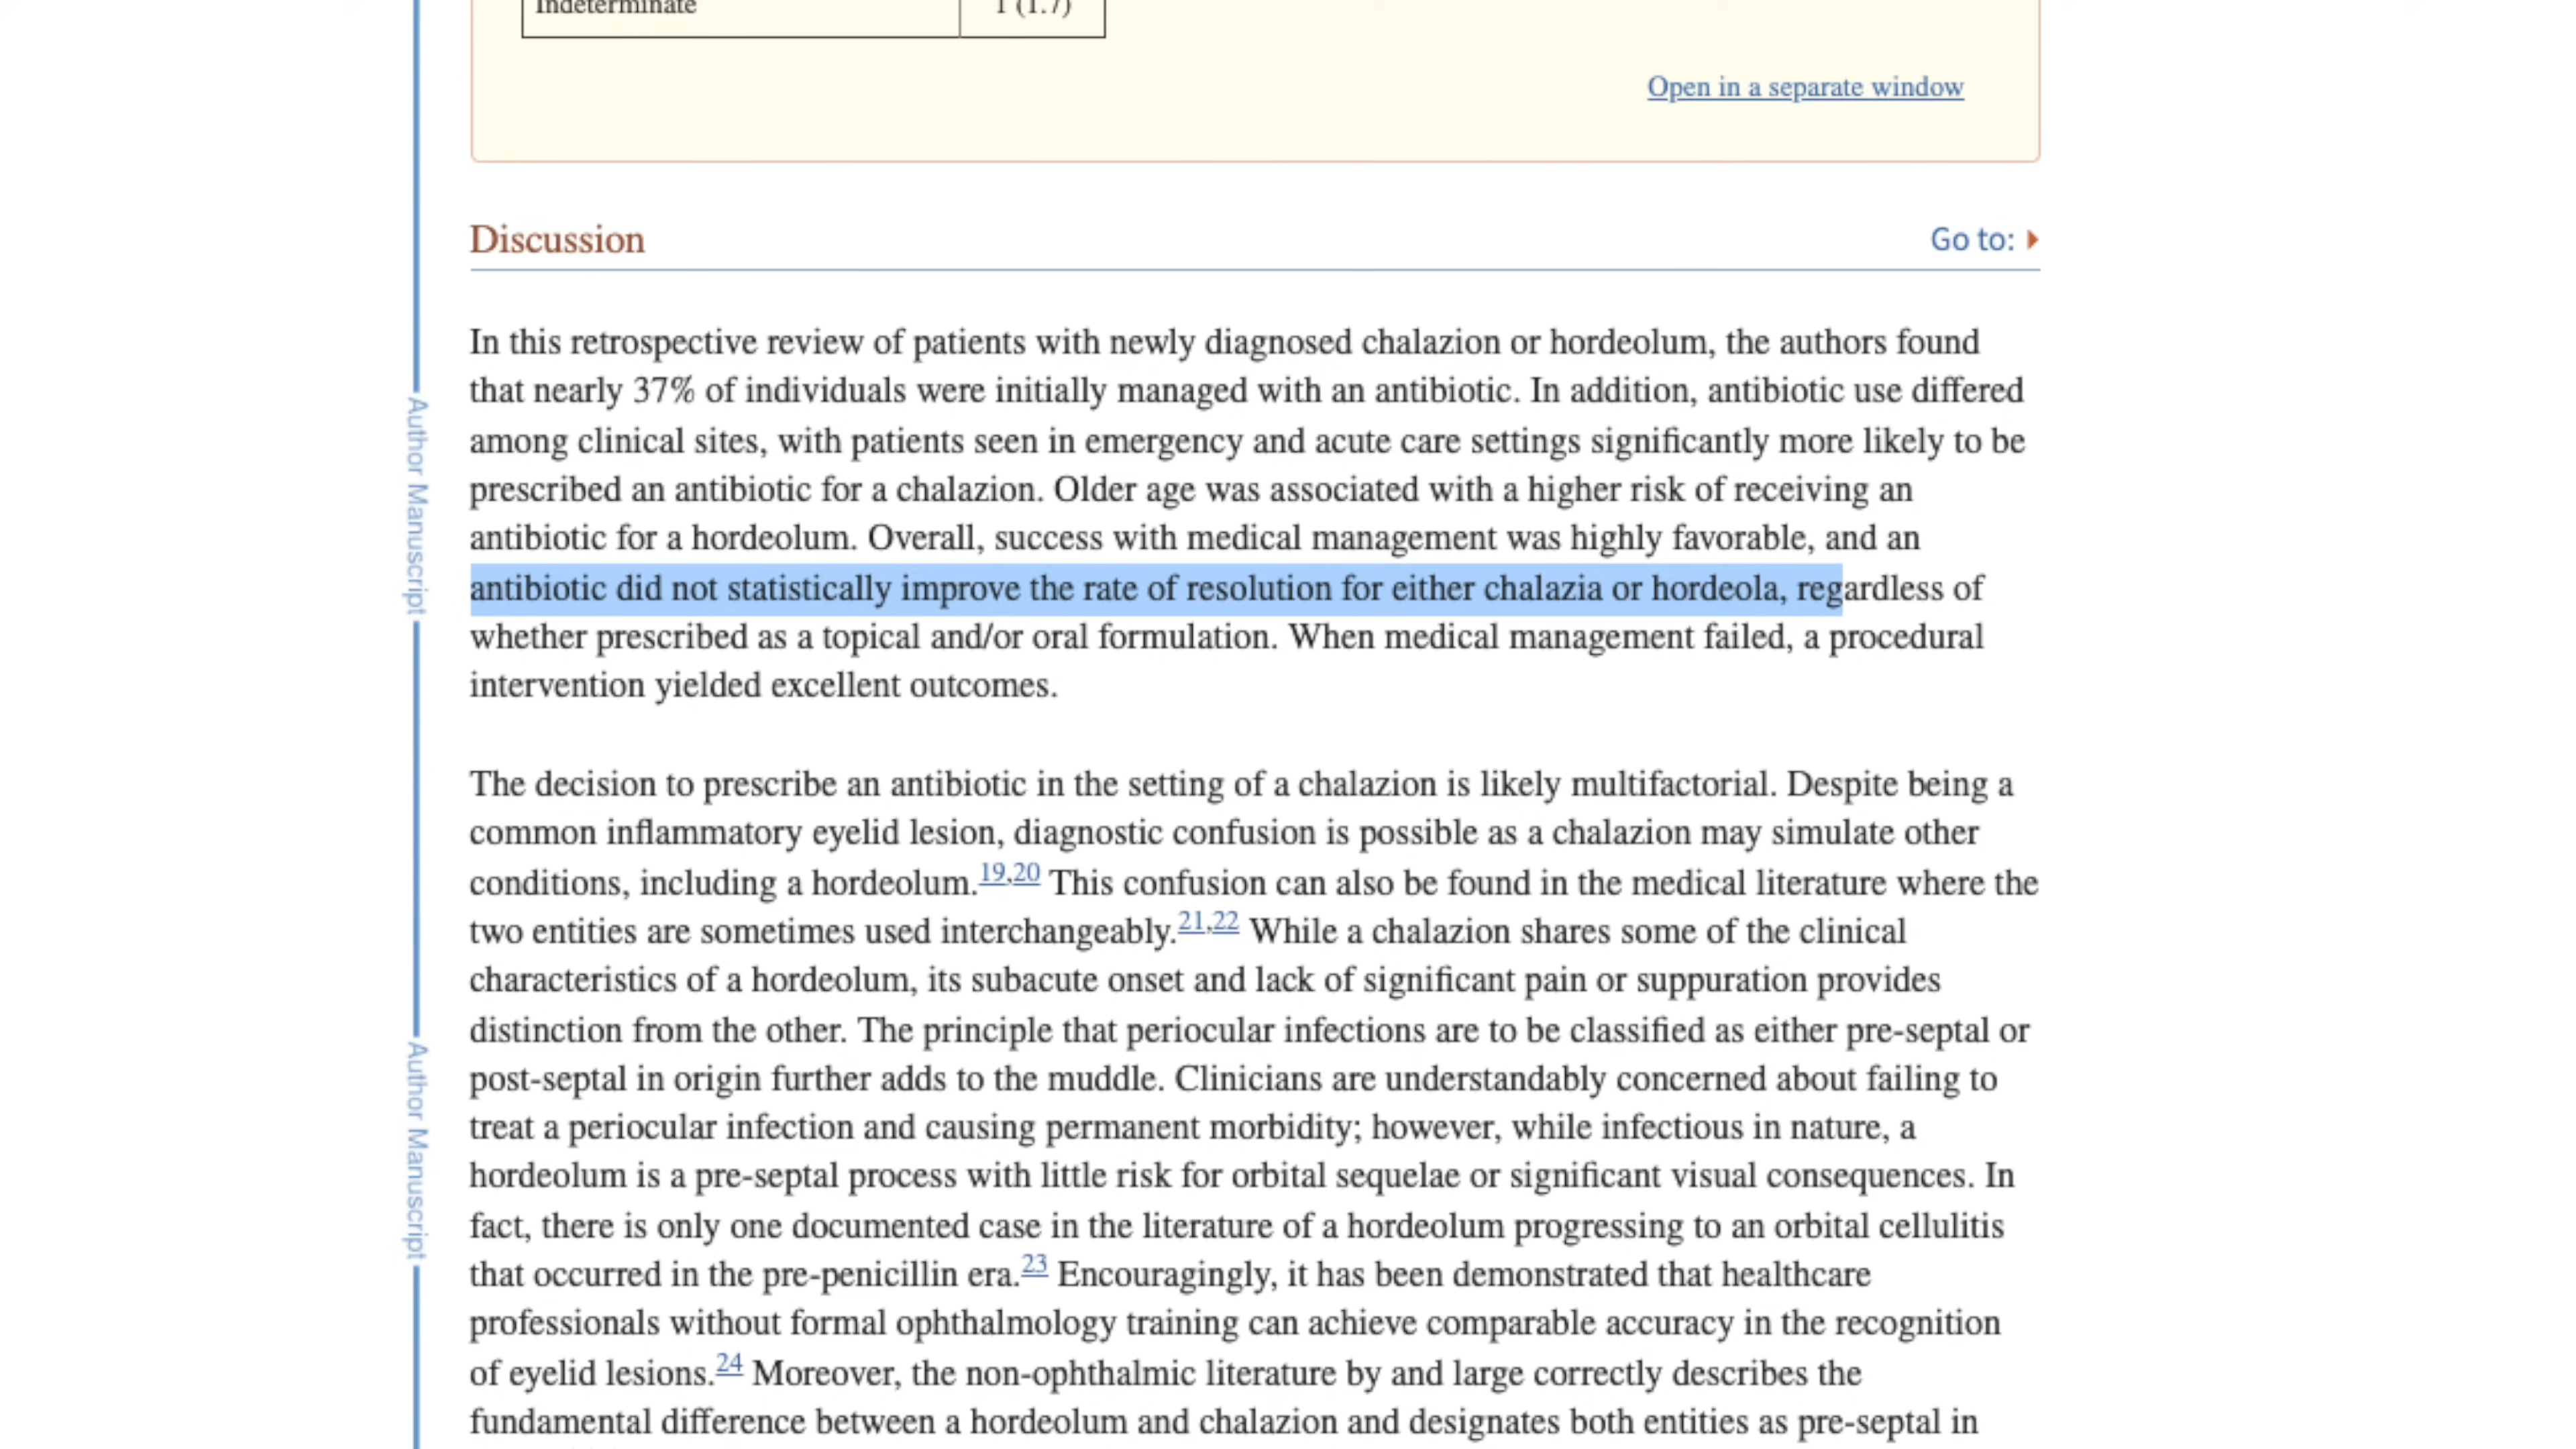 Indeterminate 1 (1.7)
Open in a separate window
Discussion Go to:
In this retrospective review of patients with newly diagnosed chalazion or hordeolum, the authors found
that nearly 37% of individuals were initially managed with an antibiotic. In addition, antibiotic use differed
among clinical sites, with patients seen in emergency and acute care settings significantly more likely to be
prescribed an antibiotic for a chalazion. Older age was associated with a higher risk of receiving an
antibiotic for a hordeolum. Overall, success with medical management was highly favorable, and an
antibiotic did not statistically improve the rate of resolution for either chalazia or hordeola, regardless of
whether prescribed as a topical and/or oral formulation. When medical management failed, a procedural
intervention yielded excellent outcomes.
The decision to prescribe an antibiotic in the setting of a chalazion is likely multifactorial. Despite being a
common inflammatory eyelid lesion, diagnostic confusion is possible as a chalazion may simulate other
conditions, including a hordeolum.19,20 This confusion can also be found in the medical literature where the
two entities are sometimes used interchangeably.21,22 While a chalazion shares some of the clinical
characteristics of a hordeolum, its subacute onset and lack of significant pain or suppuration provides
distinction from the other. The principle that periocular infections are to be classified as either pre-septal or
post-septal in origin further adds to the muddle. Clinicians are understandably concerned about failing to
treat a periocular infection and causing permanent morbidity; however, while infectious in nature, a
hordeolum is a pre-septal process with little risk for orbital sequelae or significant visual consequences. In
fact, there is only one documented case in the literature of a hordeolum progressing to an orbital cellulitis
that occurred in the pre-penicillin era.23 Encouragingly, it has been demonstrated that healthcare
professionals without formal ophthalmology training can achieve comparable accuracy in the recognition
of eyelid lesions.24 Moreover, the non-ophthalmic literature by and large correctly describes the
fundamental difference between a hordeolum and chalazion and designates both entities as pre-septal in
Author Manuscript
Author Manuscript